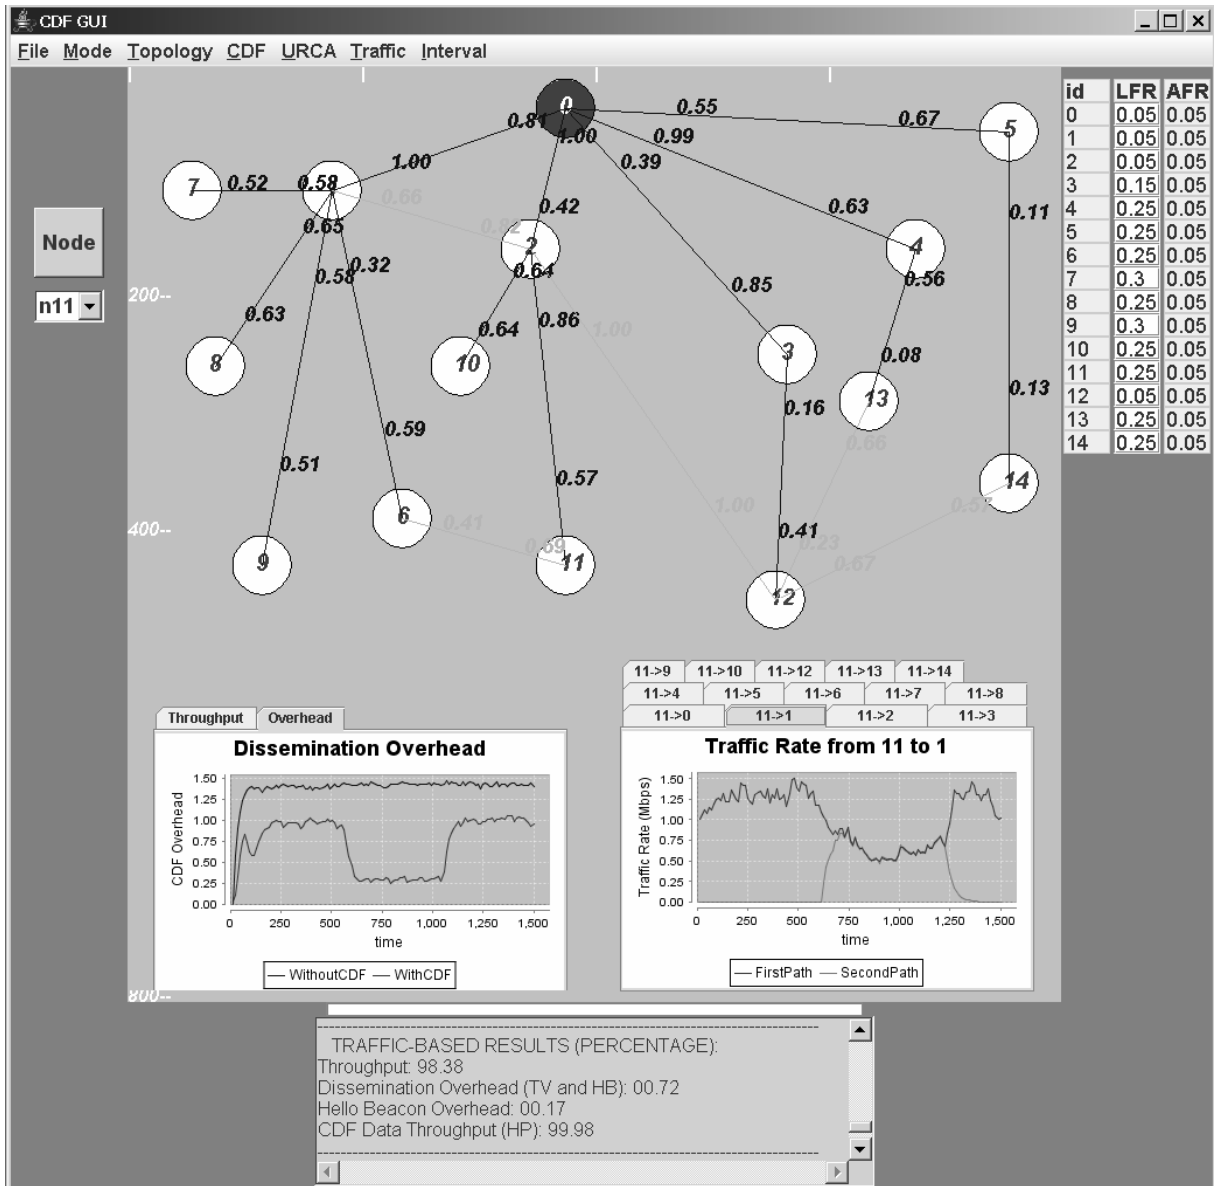 CDF GUI
File Mode Topology CDF URCA Traffic Interval
id LFR AFR
0 0.05 0.05
1 0.05 0.05
2 0.05 0.05
3 0.15 0.05
4 0.25 0.05
5 0.25 0.05
6 0.25 0.05
7 0.3 0.05
8 0.25 0.05
9 0.3 0.05
10 0.25 0.05
11 0.25 0.05
12 0.05 0.05
13 0.25 0.05
14 0.25 0.05
Node
n11
200--
400--
800--
0
0.81
1.00
0.55
0.67
5
0.99
0.39
1.00
7
0.52
0.58
0.66
0.82
0.65
0.42
2
0.63
4
0.11
0.58
0.32
0.64
0.85
0.56
0.63
0.64
0.86
1.00
8
10
3
0.08
13
0.13
0.16
0.59
0.66
0.51
0.57
14
0.57
6
0.41
0.69
1.00
0.41
0.23
0.67
9
11
12
11->9 11->10 11->12 11->13 11->14
11->4 11->5 11->6 11->7 11->8
11->0 11->1 11->2 11->3
Throughput Overhead
Dissemination Overhead
CDF Overhead
1.50
1.25
1.00
0.75
0.50
0.25
0.00
0 250 500 750 1,000 1,250 1,500
time
WithoutCDF WithCDF
Traffic Rate from 11 to 1
Traffic Rate (Mbps)
1.50
1.25
1.00
0.75
0.50
0.25
0.00
0 250 500 750 1,000 1,250 1,500
time
FirstPath SecondPath
TRAFFIC-BASED RESULTS (PERCENTAGE):
Throughput: 98.38
Dissemination Overhead (TV and HB): 00.72
Hello Beacon Overhead: 00.17
CDF Data Throughput (HP): 99.98